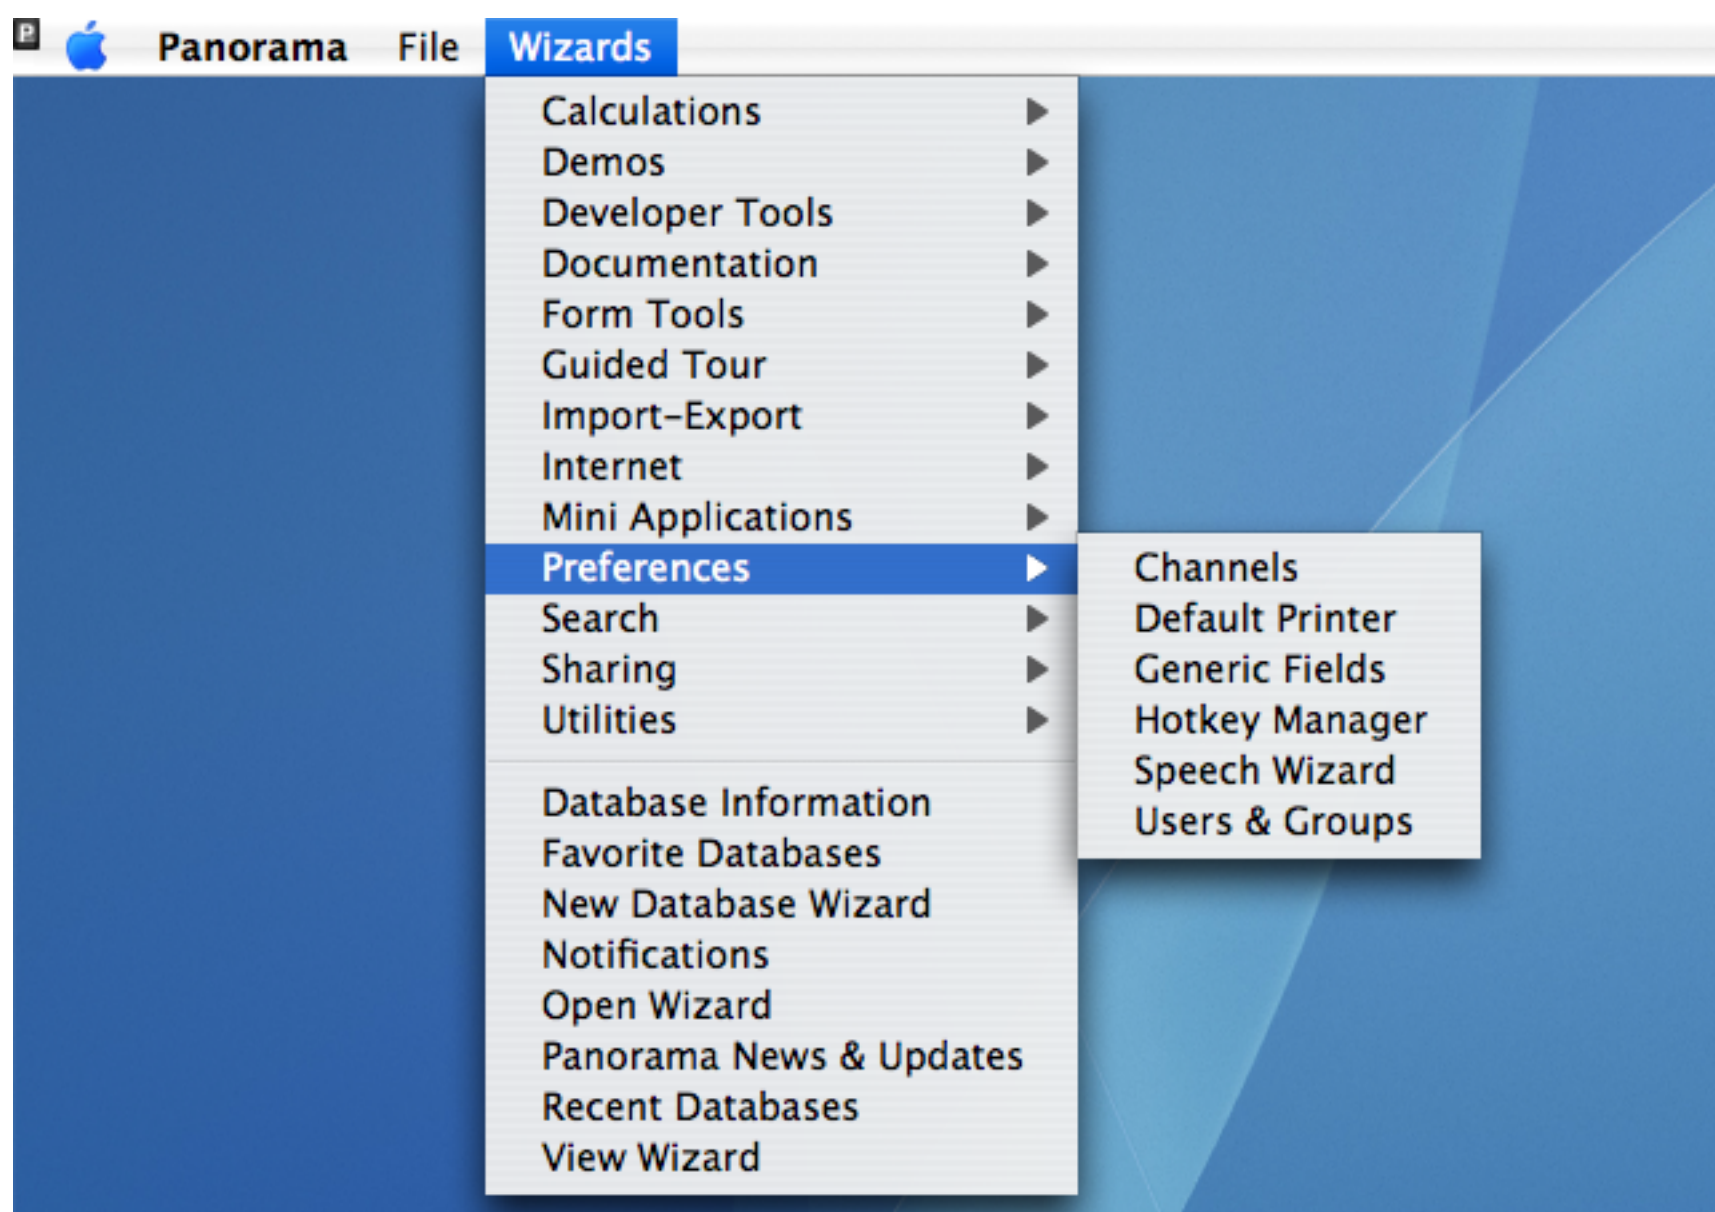 P
Panorama File Wizards
Calculations
Demos
Developer Tools
Documentation
Form Tools
Guided Tour
Import-Export
Internet
Mini Applications
Preferences
Search
Sharing
Utilities
Database Information
Favorite Databases
New Database Wizard
Notifications
Open Wizard
Panorama News & Updates
Recent Databases
View Wizard
Channels
Default Printer
Generic Fields
Hotkey Manager
Speech Wizard
Users & Groups